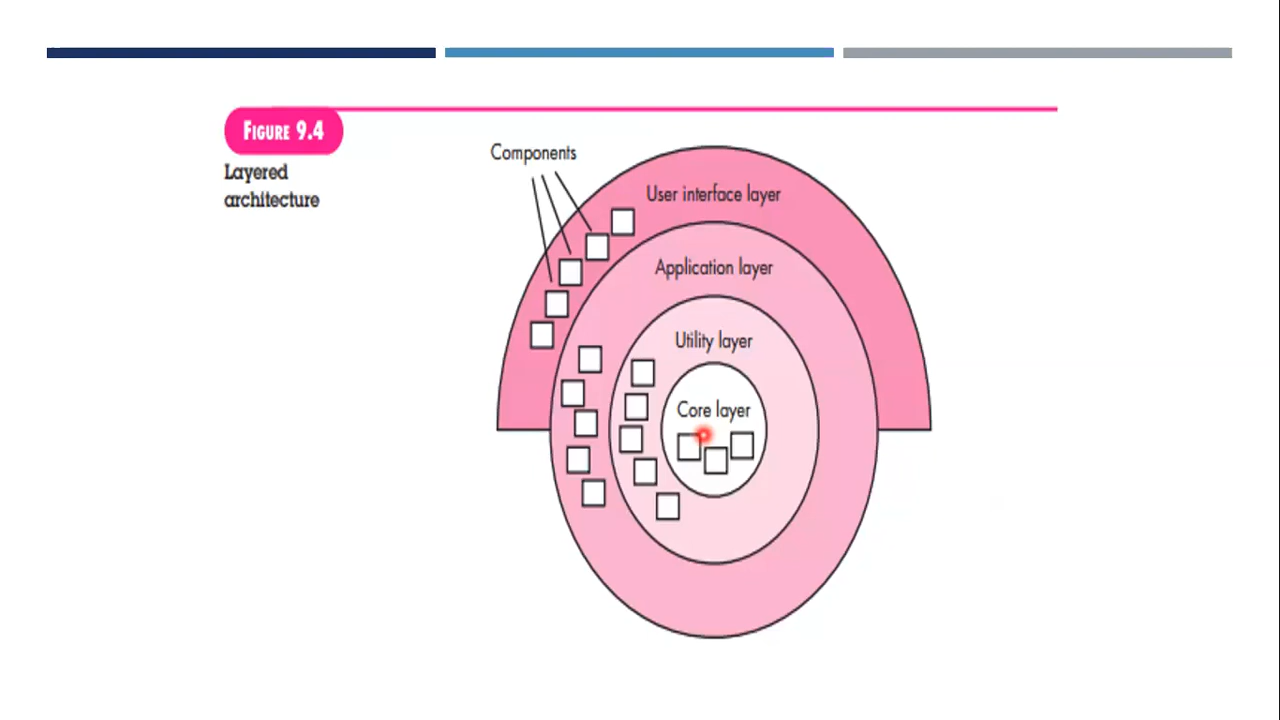 FIGURE 9.4
Layered
architecture
Components
User interface layer
Application layer
Utility layer
Core layer